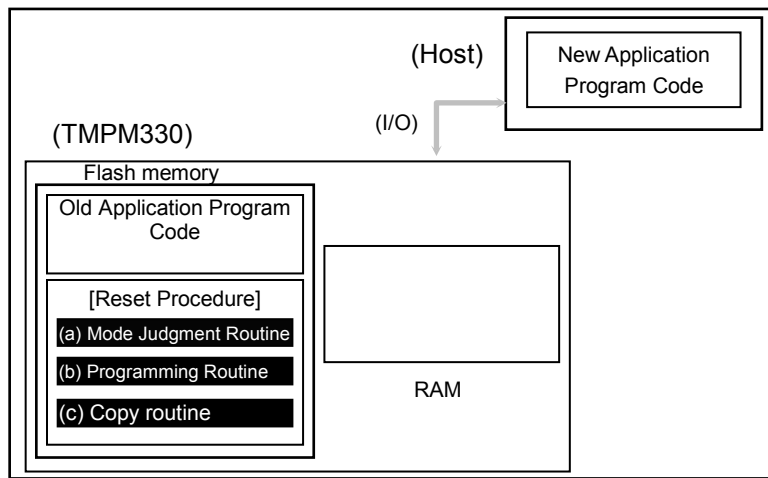 (Host)
New Application
Program Code
(I/O)
(TMPM330)
Flash memory
Old Application Program
Code
[Reset Procedure]
(a) Mode Judgment Routine
(b) Programming Routine
(c) Copy routine
RAM